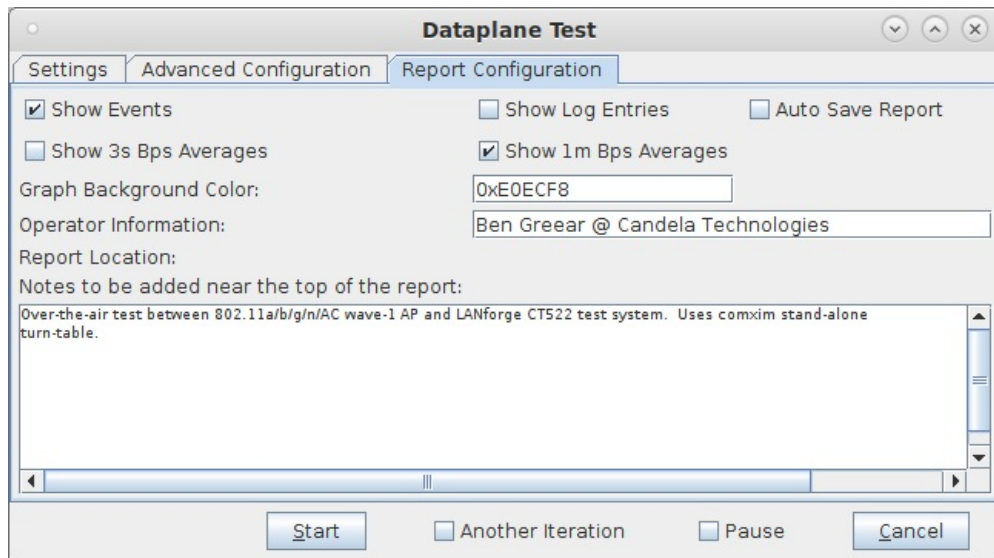 Dataplane Test
Settings Advanced Configuration Report Configuration
Show Events Show Log Entries Auto Save Report
Show 3s Bps Averages Show 1m Bps Averages
Graph Background Color: 0xE0ECF8
Operator Information: Ben Greear @ Candela Technologies
Report Location:
Notes to be added near the top of the report:
Over-the-air test between 802.11a/b/g/n/AC wave-1 AP and LANforge CT522 test system. Uses comxim stand-alone
turn-table.
Start Another Iteration Pause Cancel